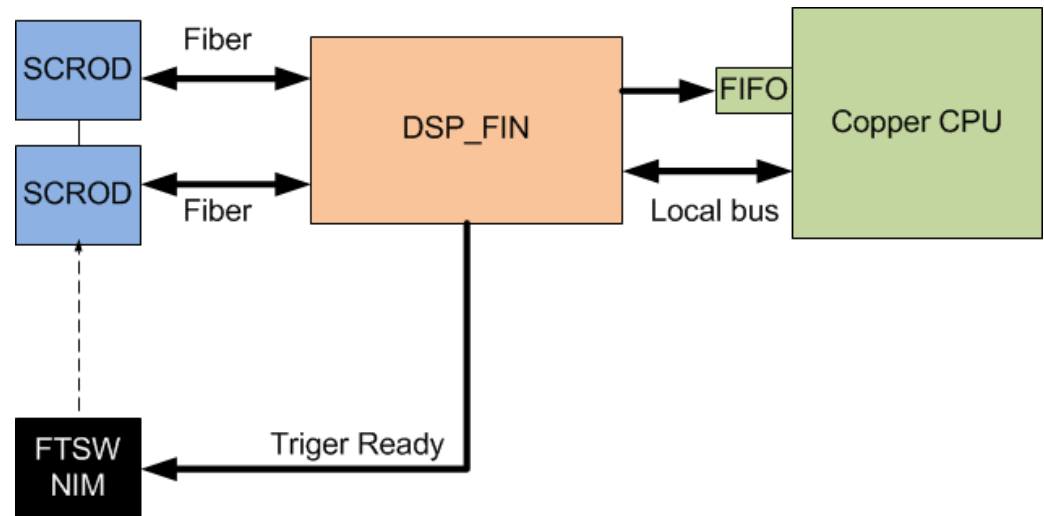 SCROD
Fiber
DSP_FIN
FIFO
Copper CPU
SCROD
Fiber
Local bus
FTSW
NIM
Triger Ready